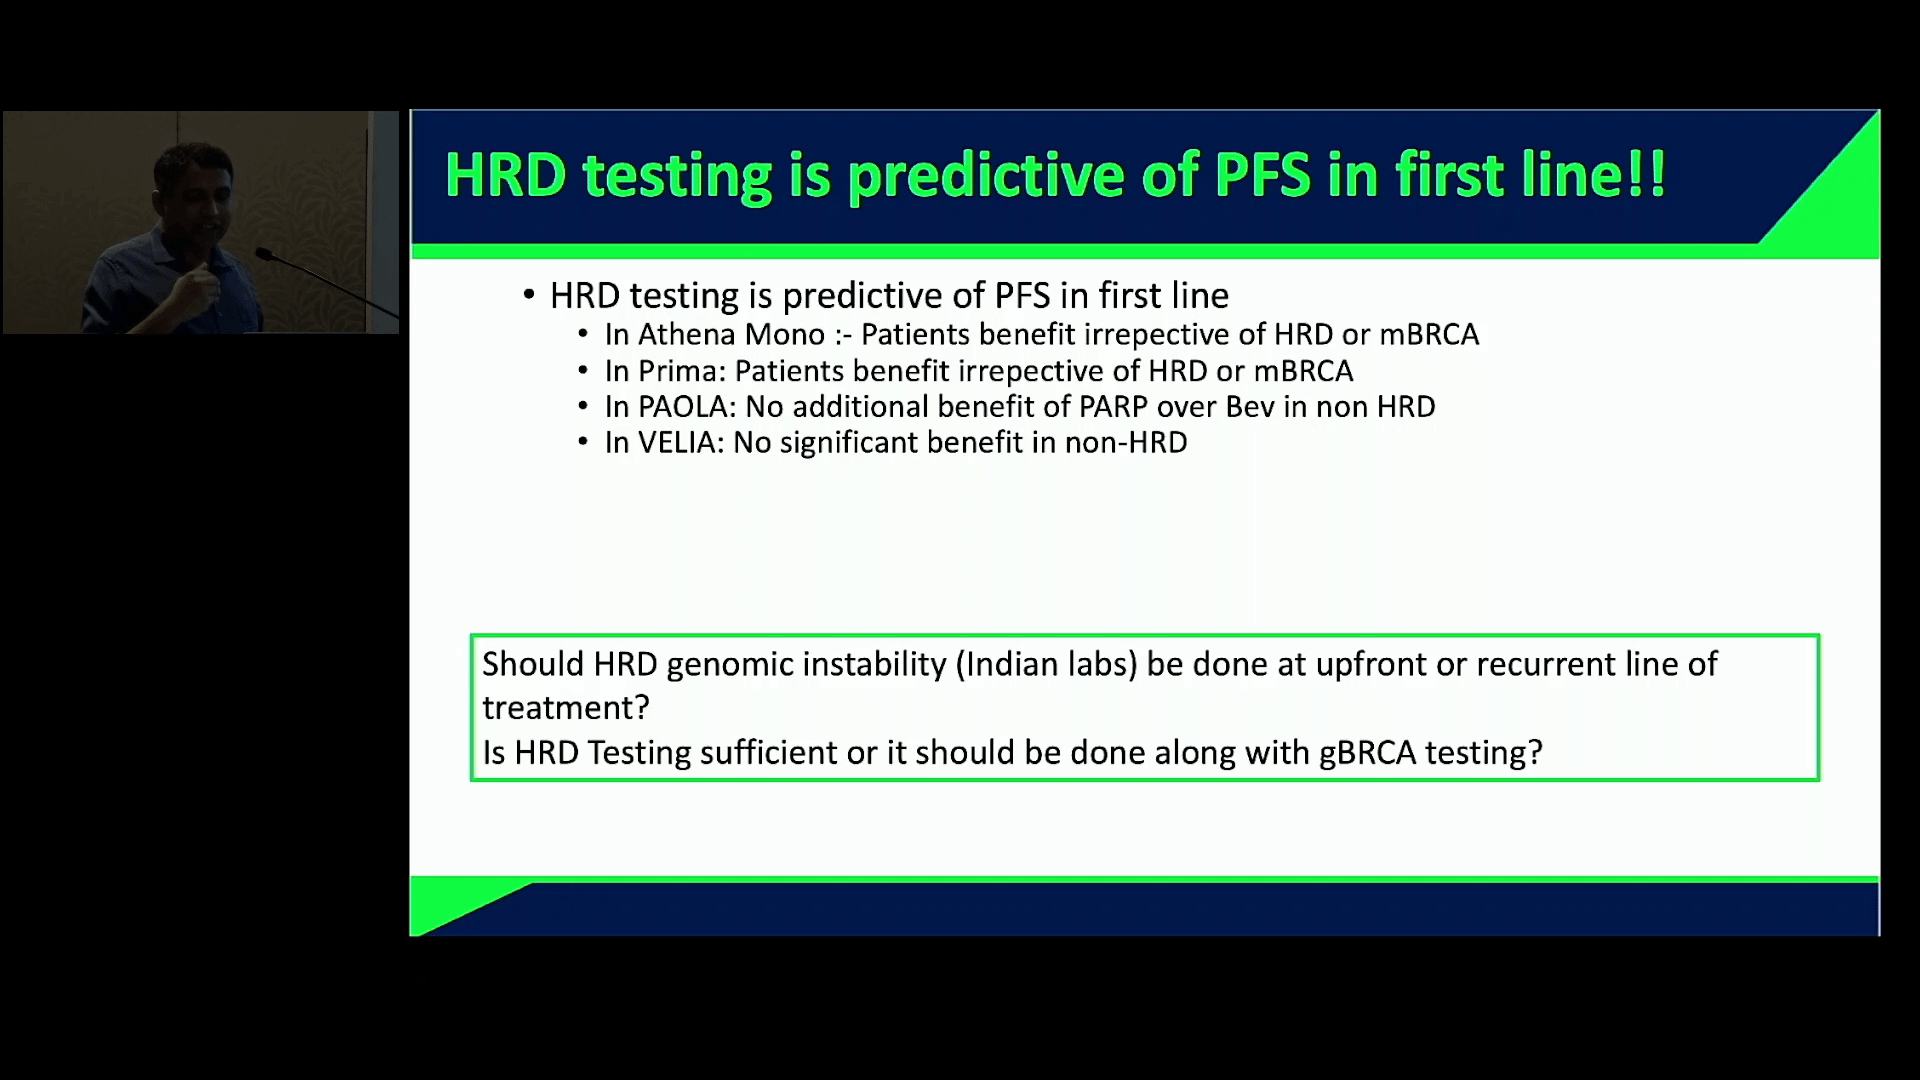 HRD testing is predictive of PFS in first line!!
• HRD testing is predictive of PFS in first line
• In Athena Mono :- Patients benefit irrepective of HRD or mBRCA
• In Prima: Patients benefit irrepective of HRD or mBRCA
• In PAOLA: No additional benefit of PARP over Bev in non HRD
• In VELIA: No significant benefit in non-HRD
Should HRD genomic instability (Indian labs) be done at upfront or recurrent line of
treatment?
Is HRD Testing sufficient or it should be done along with gBRCA testing?